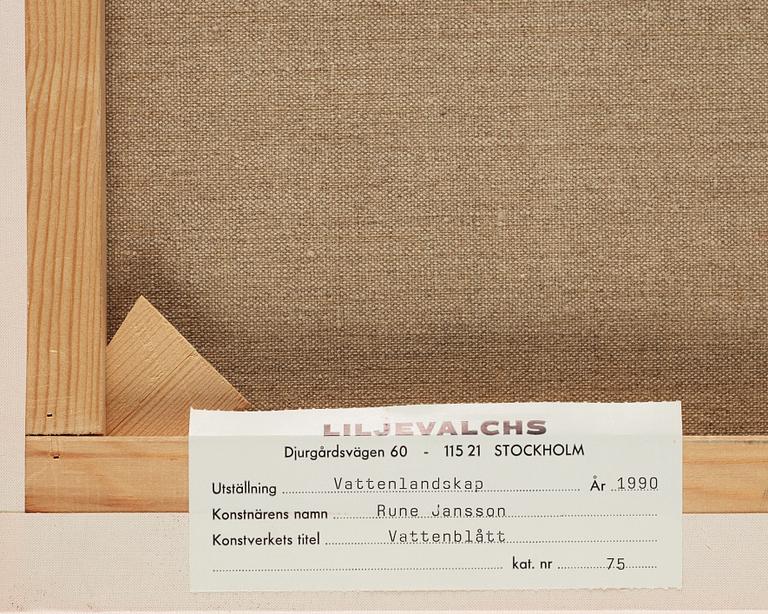 LILJEVALCHS
Djurgårdsvägen 60 - 115 21 STOCKHOLM
Utställning Vattenlandskap År 1990
Konstnärens namn Rune Jansson
Konstverkets titel Vattenblått
kat. nr 75